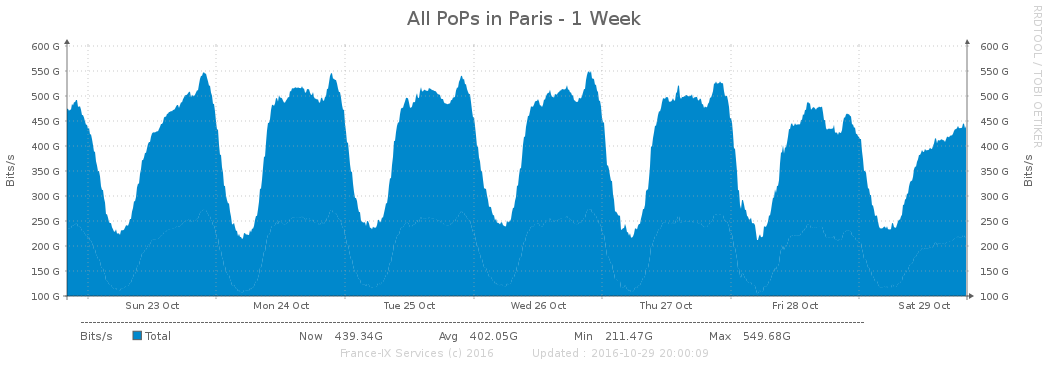 All PoPs in Paris - 1 Week
RRDTOOL / TOBI OETIKER
Bits/s
600 G
550 G
500 G
450 G
400 G
350 G
300 G
250 G
200 G
150 G
100 G
600 G
550 G
500 G
450 G
400 G
350 G
300 G
250 G
200 G
150 G
100 G
Bits/s
Sun 23 Oct Mon 24 Oct Tue 25 Oct Wed 26 Oct Thu 27 Oct Fri 28 Oct Sat 29 Oct
Bits/s Total Now 439.34G Avg 402.05G Min 211.47G Max 549.68G
France-IX Services (c) 2016 Updated : 2016-10-29 20:00:09